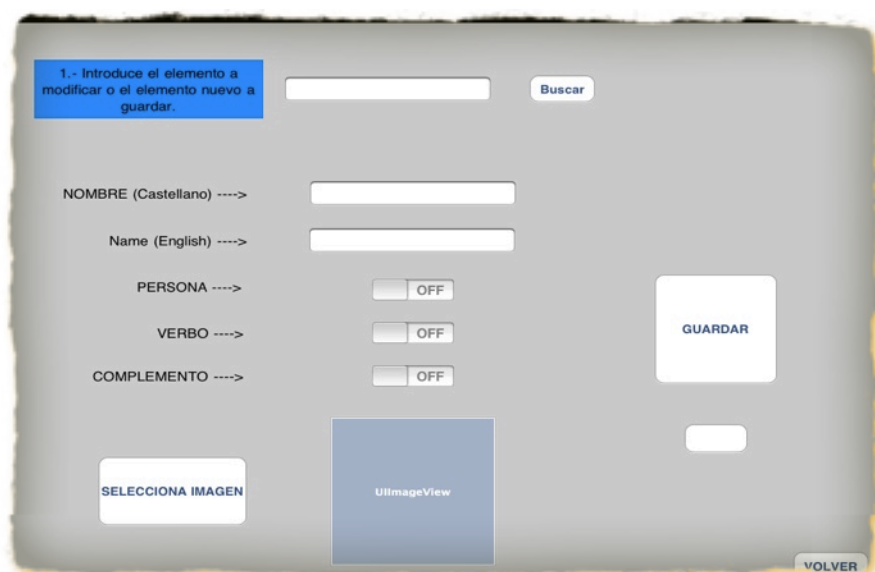 1.- Introduce el elemento a
modificar o el elemento nuevo a
guardar.
Buscar
NOMBRE (Castellano) ---->
Name (English) ---->
PERSONA ---->
OFF
VERBO ---->
OFF
COMPLEMENTO ---->
OFF
GUARDAR
SELECCIONA IMAGEN
UIImageView
VOLVER